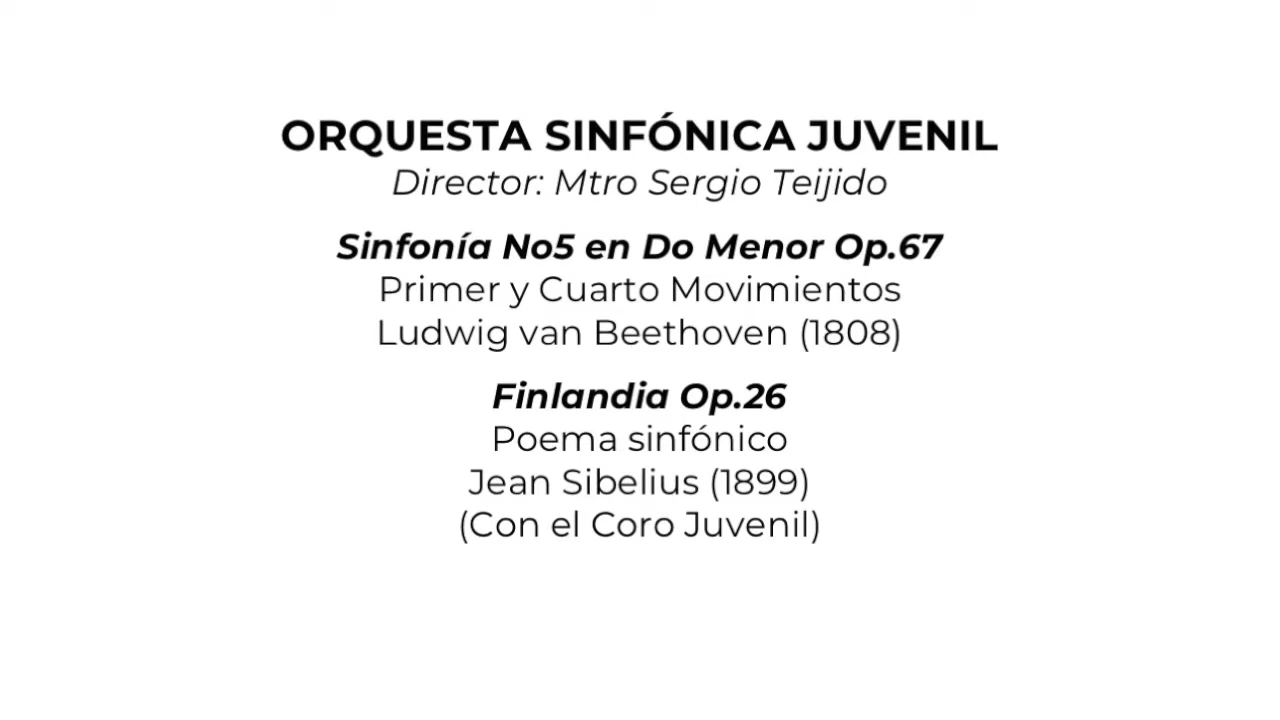 ORQUESTA SINFÓNICA JUVENIL
Director: Mtro Sergio Teijido
Sinfonía No5 en Do Menor Op.67
Primer y Cuarto Movimientos
Ludwig van Beethoven (1808)
Finlandia Op.26
Poema sinfónico
Jean Sibelius (1899)
(Con el Coro Juvenil)